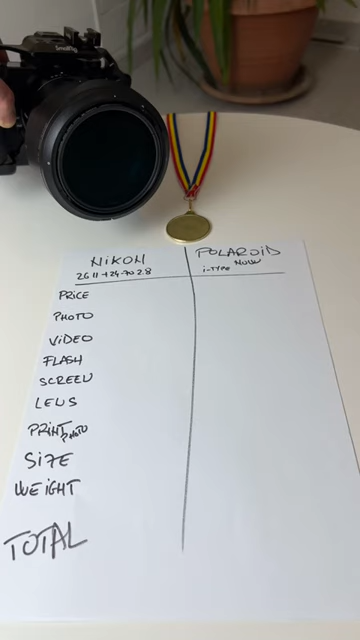 SmallRig
NIKON
Z6 II + 24-70 2.8
POLAROID
i-TYPE NOW
PRICE
PHOTO
VIDEO
FLASH
SCREEN
LENS
PRINT PHOTO
SIZE
WEIGHT
TOTAL